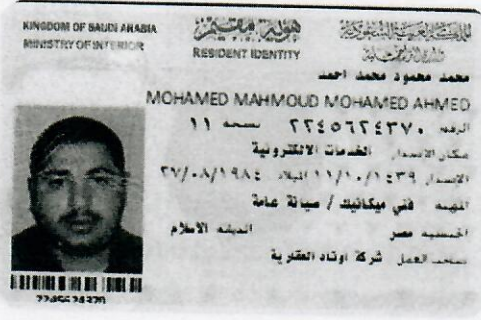 KINGDOM OF SAUDI ARABIA
MINISTRY OF INTERIOR
هوية مقيم
RESIDENT IDENTITY
المملكة العربية السعودية
وزارة الداخلية
محمد محمود محمد احمد
MOHAMED MAHMOUD MOHAMED AHMED
الرقم ٢٢٤٥٦٢٤٣٧٠ نسخة ١١
مكان الاصدار الخدمات الالكترونية
الاصدار ١١/١٠/١٤٣٩ الميلاد ٢٧/٠٨/١٩٨٤
المهنة فني ميكانيك / صيانة عامة
الجنسية مصر الديانة الاسلام
صاحب العمل شركة اوتاد العقارية
2245624370